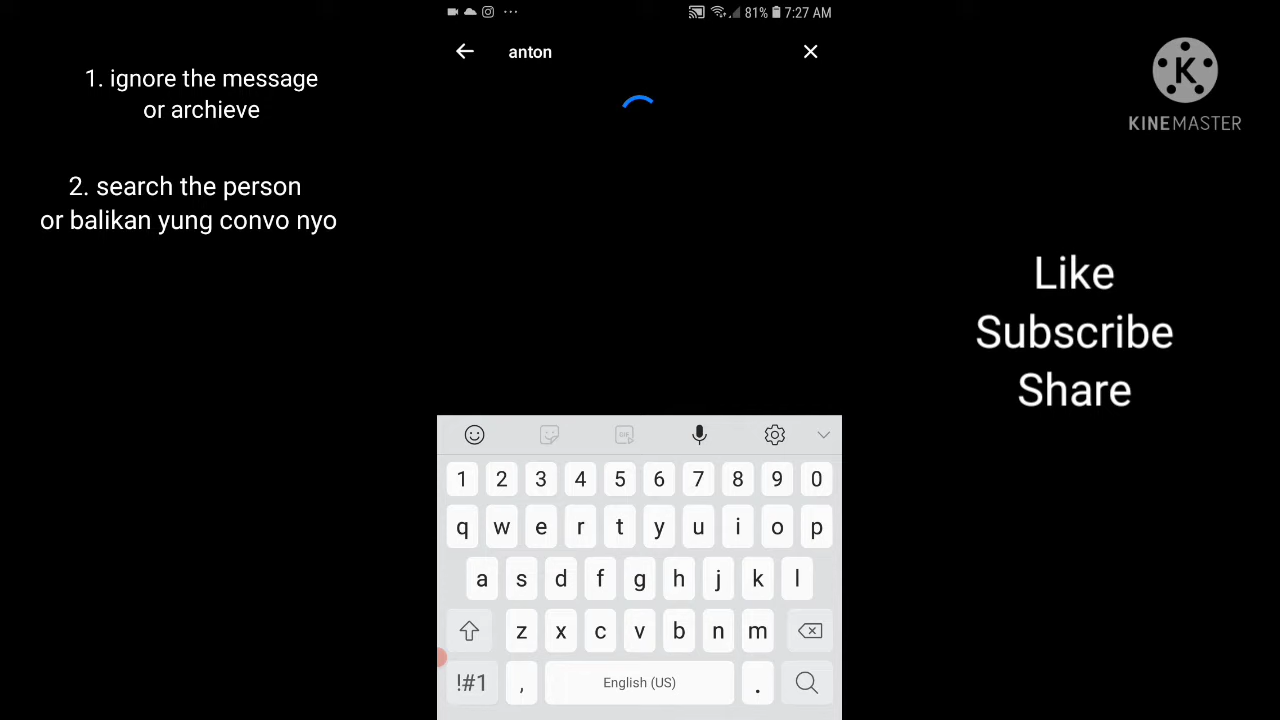 1. ignore the message
or archieve
2. search the person
or balikan yung convo nyo
81% 7:27 AM
anton
GIF
1 2 3 4 5 6 7 8 9 0
q w e r t y u i o p
a s d f g h j k l
z x c v b n m
!#1 , English (US) .
K
KINEMASTER
Like
Subscribe
Share